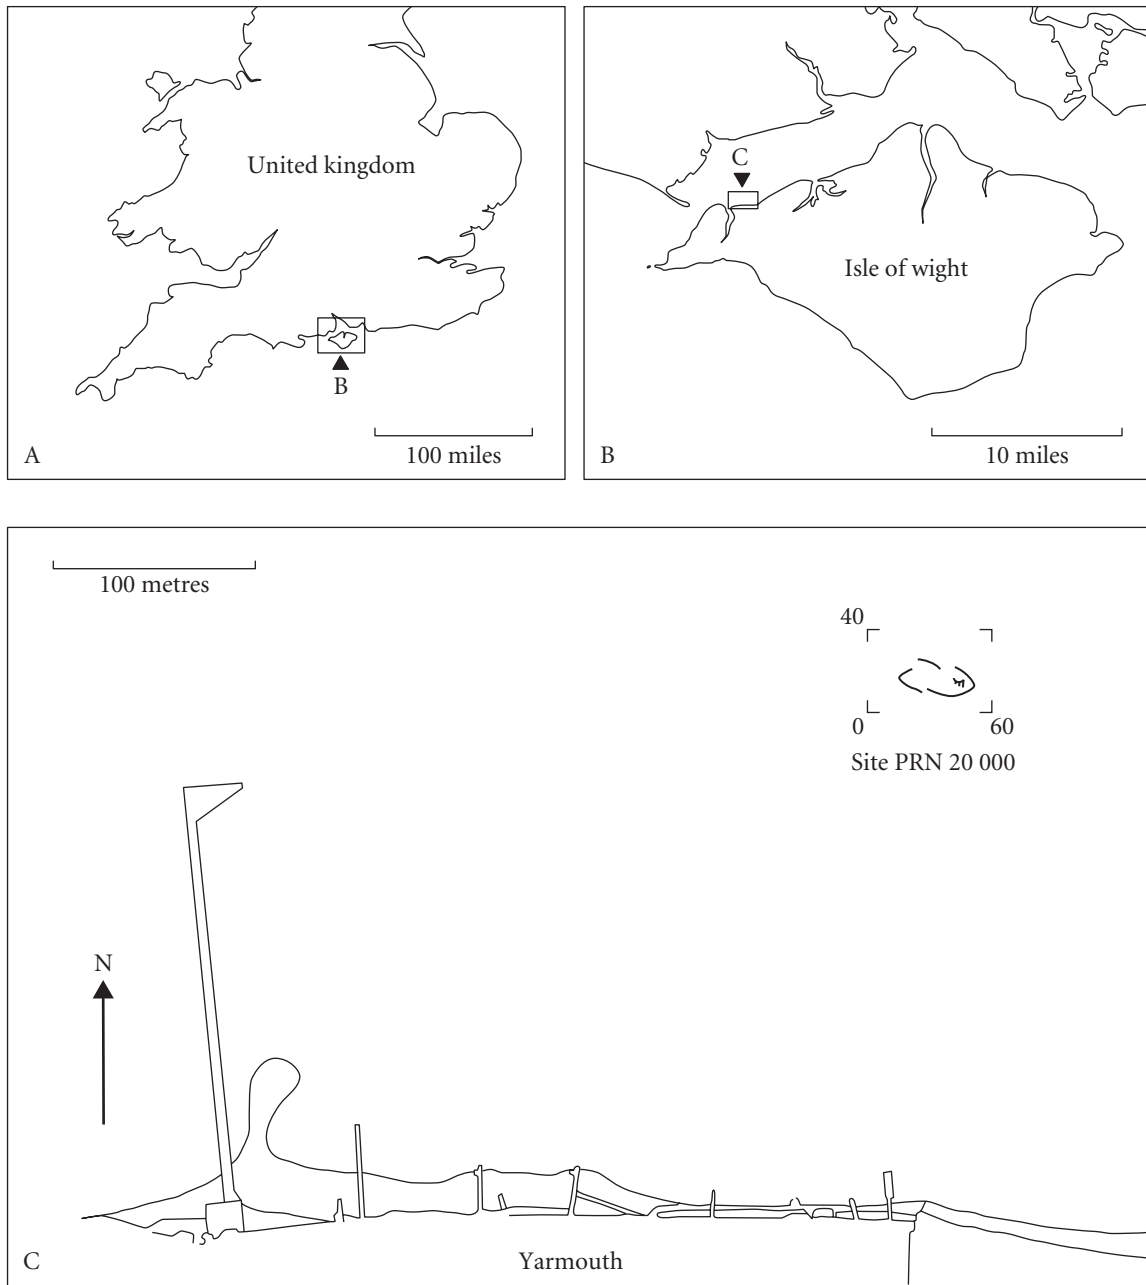 United kingdom
B
100 miles
A
C
Isle of wight
10 miles
B
100 metres
40
0
60
Site PRN 20 000
N
C
Yarmouth